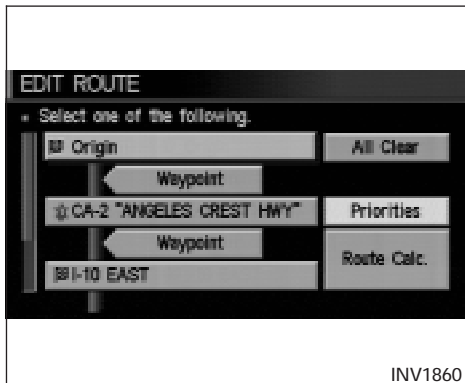 EDIT ROUTE
Select one of the following.
Origin
All Clear
Waypoint
CA-2 "ANGELES CREST HWY"
Priorities
Waypoint
Route Calc.
I-10 EAST
INV1860